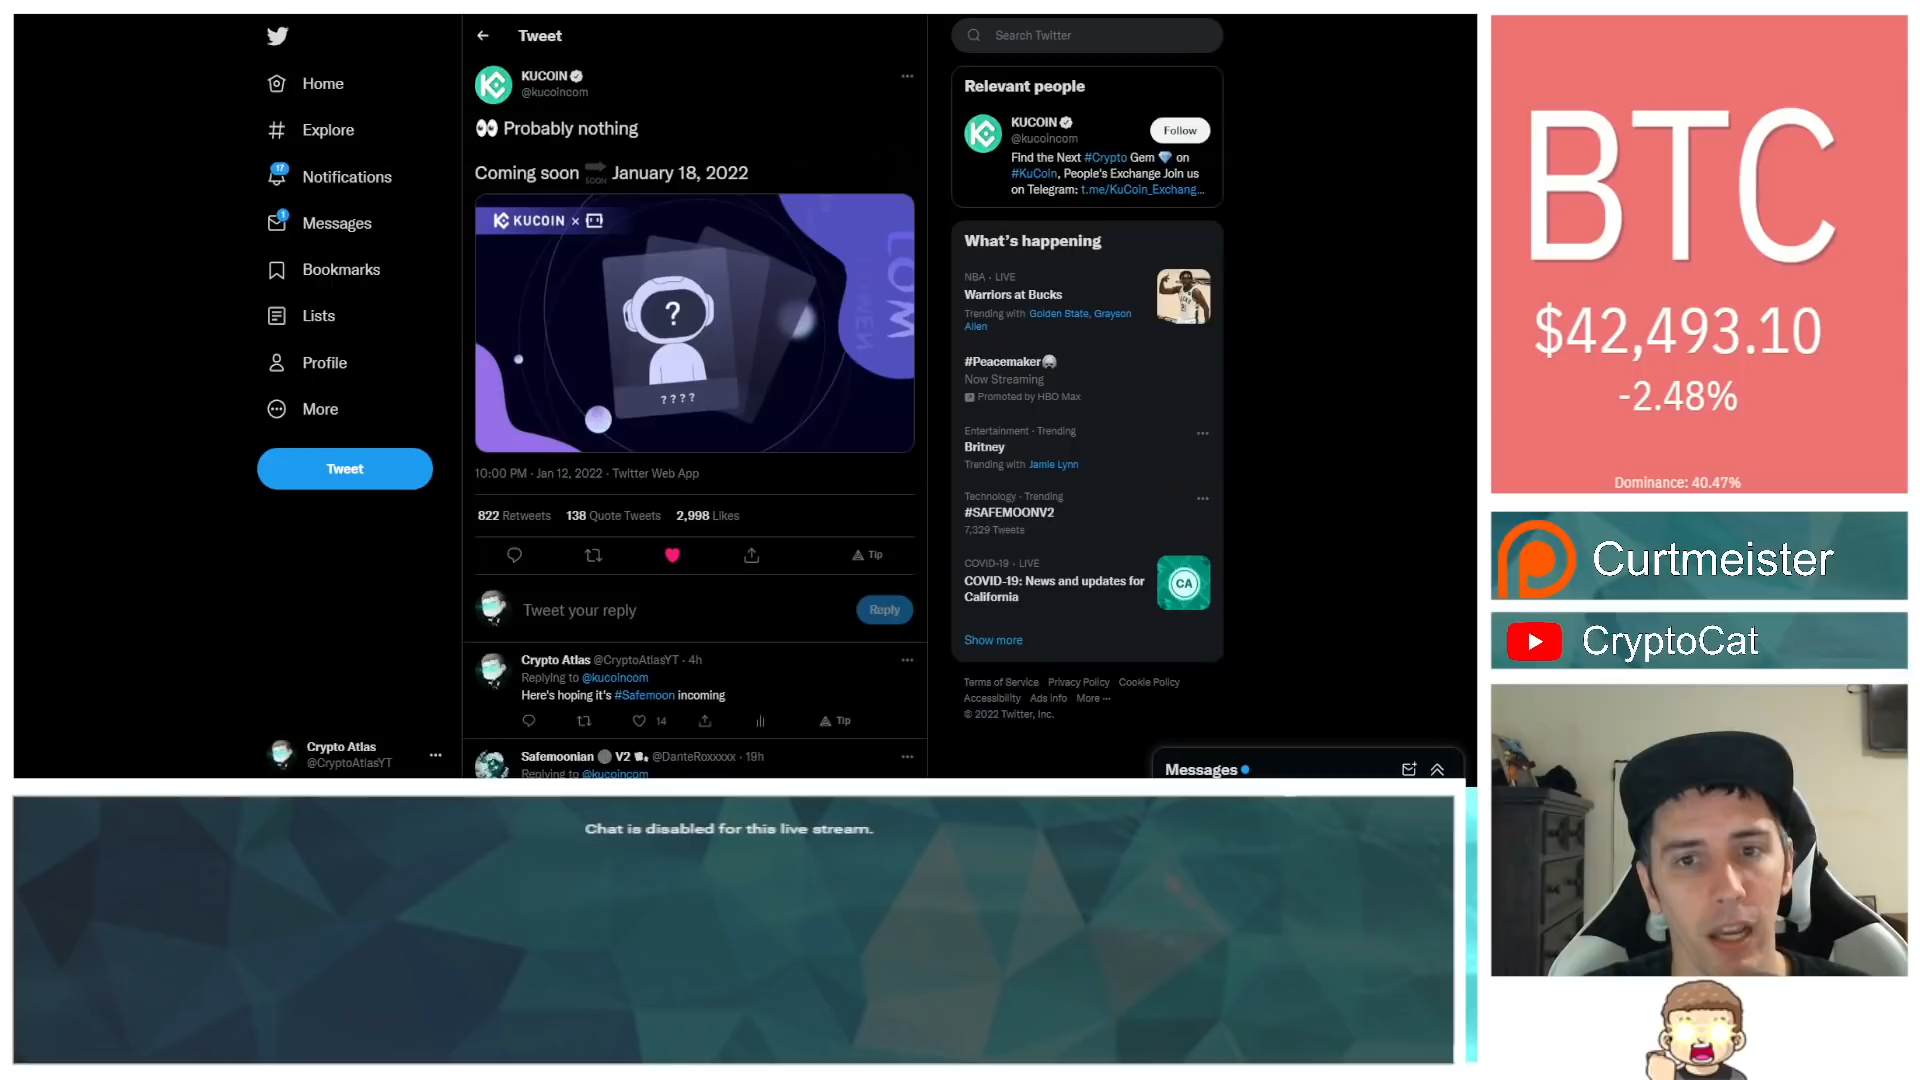 Home
Explore
17
Notifications
1
Messages
Bookmarks
Lists
Profile
More
Tweet
Crypto Atlas
@CryptoAtlasYT
Tweet
KUCOIN
@kucoincom
Probably nothing
Coming soon SOON January 18, 2022
KUCOIN ×
?
????
10:00 PM · Jan 12, 2022 · Twitter Web App
822 Retweets 138 Quote Tweets 2,998 Likes
Tip
Tweet your reply
Reply
Crypto Atlas @CryptoAtlasYT · 4h
Replying to @kucoincom
Here's hoping it's #Safemoon incoming
14
Tip
Safemoonian V2 @DanteRoxxxxx · 19h
Replying to @kucoincom
Search Twitter
Relevant people
KUCOIN
@kucoincom
Follow
Find the Next #Crypto Gem on
#KuCoin, People's Exchange Join us
on Telegram: t.me/KuCoin_Exchang...
What's happening
NBA · LIVE
Warriors at Bucks
Trending with Golden State, Grayson
Allen
#Peacemaker
Now Streaming
Promoted by HBO Max
Entertainment · Trending
Britney
Trending with Jamie Lynn
Technology · Trending
#SAFEMOONV2
7,329 Tweets
COVID-19 · LIVE
COVID-19: News and updates for
California
CA
Show more
Terms of Service Privacy Policy Cookie Policy
Accessibility Ads info More ...
© 2022 Twitter, Inc.
Messages
BTC
$42,493.10
-2.48%
Dominance: 40.47%
Curtmeister
CryptoCat
Chat is disabled for this live stream.